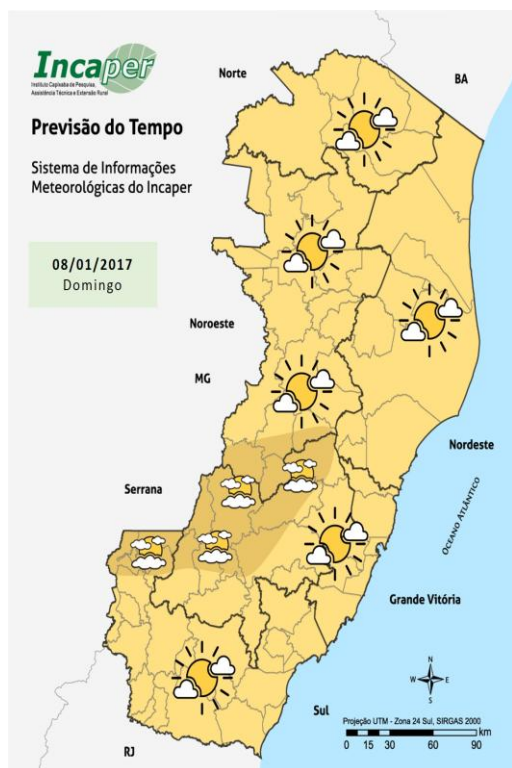 Incaper
Instituto Capixaba de Pesquisa,
Assistência Técnica e Extensão Rural
Previsão do Tempo
Sistema de Informações
Meteorológicas do Incaper
08/01/2017
Domingo
Norte
BA
Noroeste
MG
Nordeste
Serrana
OCEANO ATLÂNTICO
Grande Vitória
Sul
RJ
N
W E
S
Projeção UTM - Zona 24 Sul, SIRGAS 2000
km
0 15 30 60 90